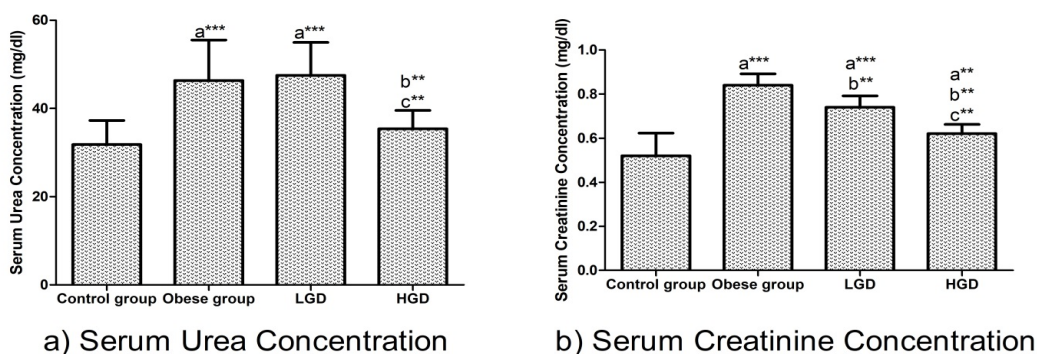 Serum Urea Concentration (mg/dl)
60
40
20
0
a***
a***
b**
c**
Control group
Obese group
LGD
HGD
a) Serum Urea Concentration
Serum Creatinine Concentration (mg/dl)
1.0
0.8
0.6
0.4
0.2
0.0
a***
a***
b**
a**
b**
c**
Control group
Obese group
LGD
HGD
b) Serum Creatinine Concentration